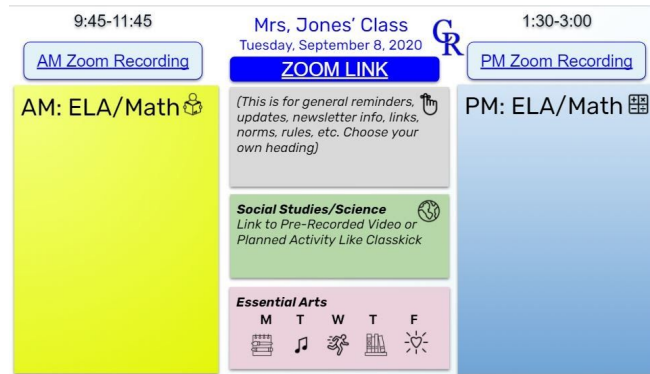 9:45-11:45
AM Zoom Recording
AM: ELA/Math
Mrs, Jones' Class
Tuesday, September 8, 2020
CR
ZOOM LINK
(This is for general reminders,
updates, newsletter info, links,
norms, rules, etc. Choose your
own heading)
Social Studies/Science
Link to Pre-Recorded Video or
Planned Activity Like Classkick
Essential Arts
M T W T F
1:30-3:00
PM Zoom Recording
PM: ELA/Math